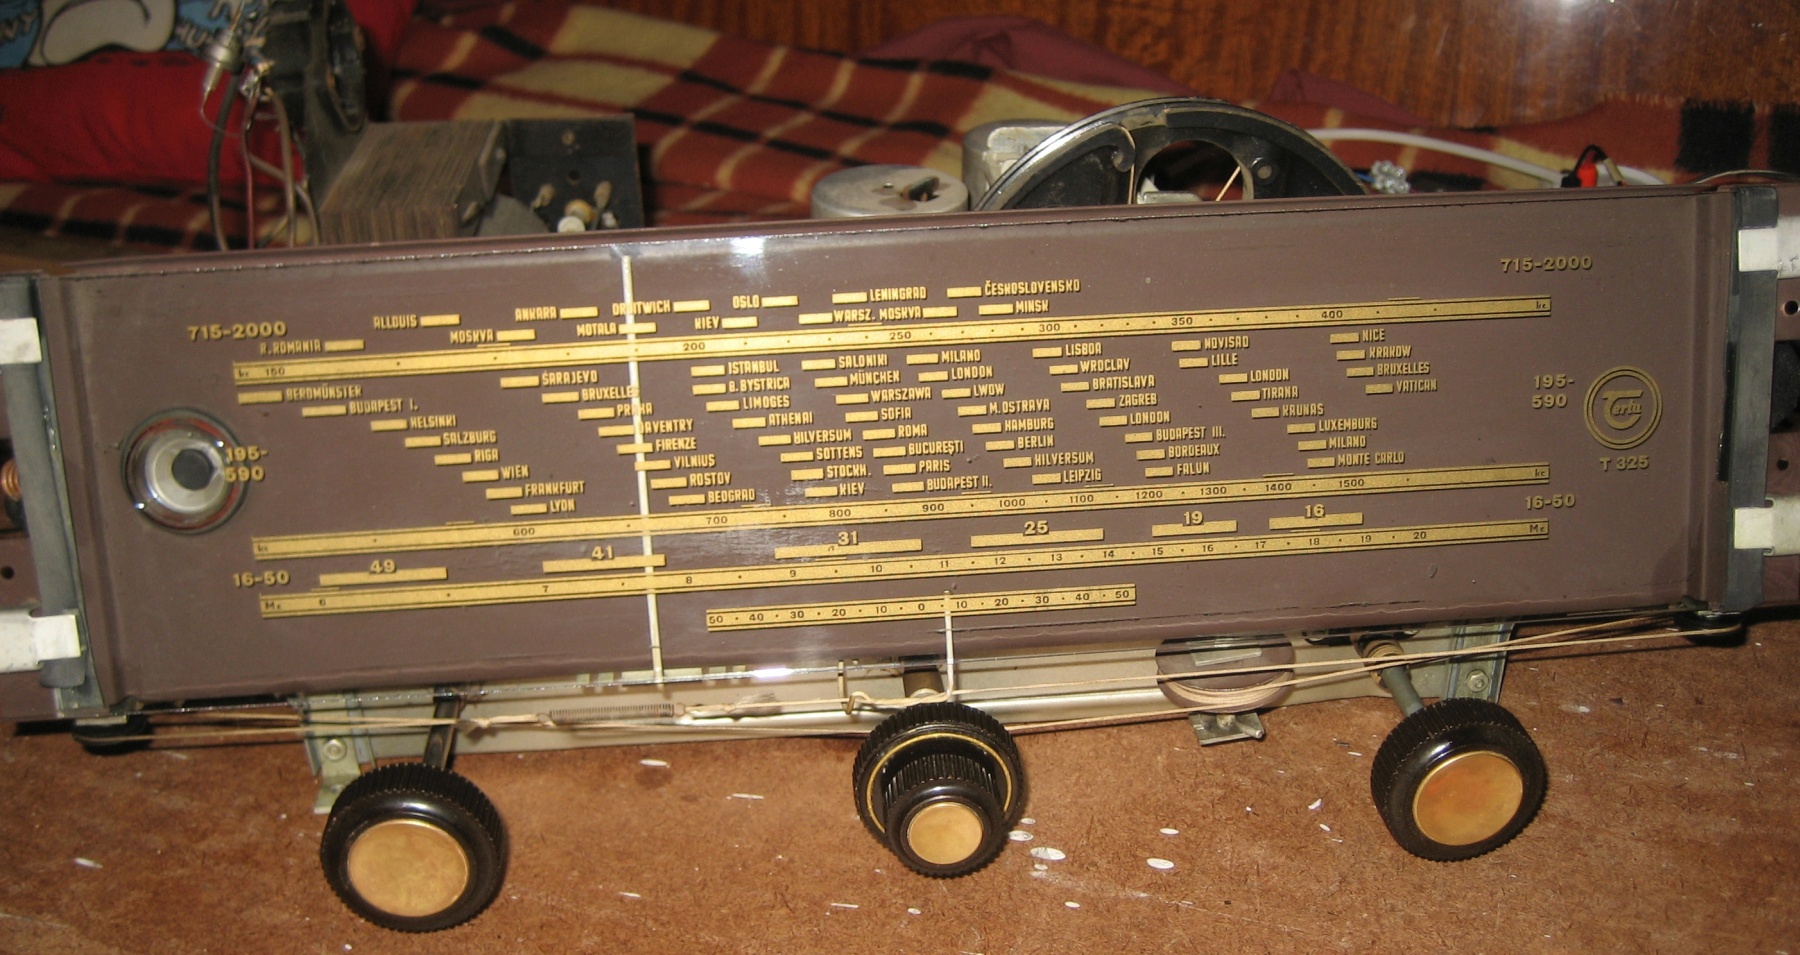 ČESKOSLOVENSKO
ANKARA DROITWICH OSLO LENINGRAD
ALLOUIS MINSK
715-2000 MOSKVA MOTALA KIEV WARSZ. MOSKVA 715-2000
R.ROMANIA
kc 150 200 250 300 350 400 kc
BEROMÜNSTER SARAJEVO ISTANBUL SALONIKI MILANO LISBOA NOVISAD NICE
BUDAPEST I. BRUXELLES B.BYSTRICA MÜNCHEN LONDON WROCLAV LILLE KRAKOW
HELSINKI PRAHA LIMOGES WARSZAWA LWOW BRATISLAVA LONDON BRUXELLES
SALZBURG DAVENTRY ATHENAI SOFIA M.OSTRAVA ZAGREB TIRANA VATICAN
RIGA FIRENZE HILVERSUM ROMA HAMBURG LONDON KAUNAS
WIEN VILNIUS SOTTENS BUCUREŞTI BERLIN BUDAPEST III. LUXEMBURG
FRANKFURT ROSTOV STOCKH. PARIS HILVERSUM BORDEAUX MILANO
LYON BEOGRAD KIEV BUDAPEST II. LEIPZIG FALUN MONTE CARLO
195-
590
195-
590
Terta
T 325
kc 600 700 800 900 1000 1100 1200 1300 1400 1500 kc
16-50 49 41 31 25 19 16 16-50
Mc 6 7 8 9 10 11 12 13 14 15 16 17 18 19 20 Mc
50 40 30 20 10 0 10 20 30 40 50